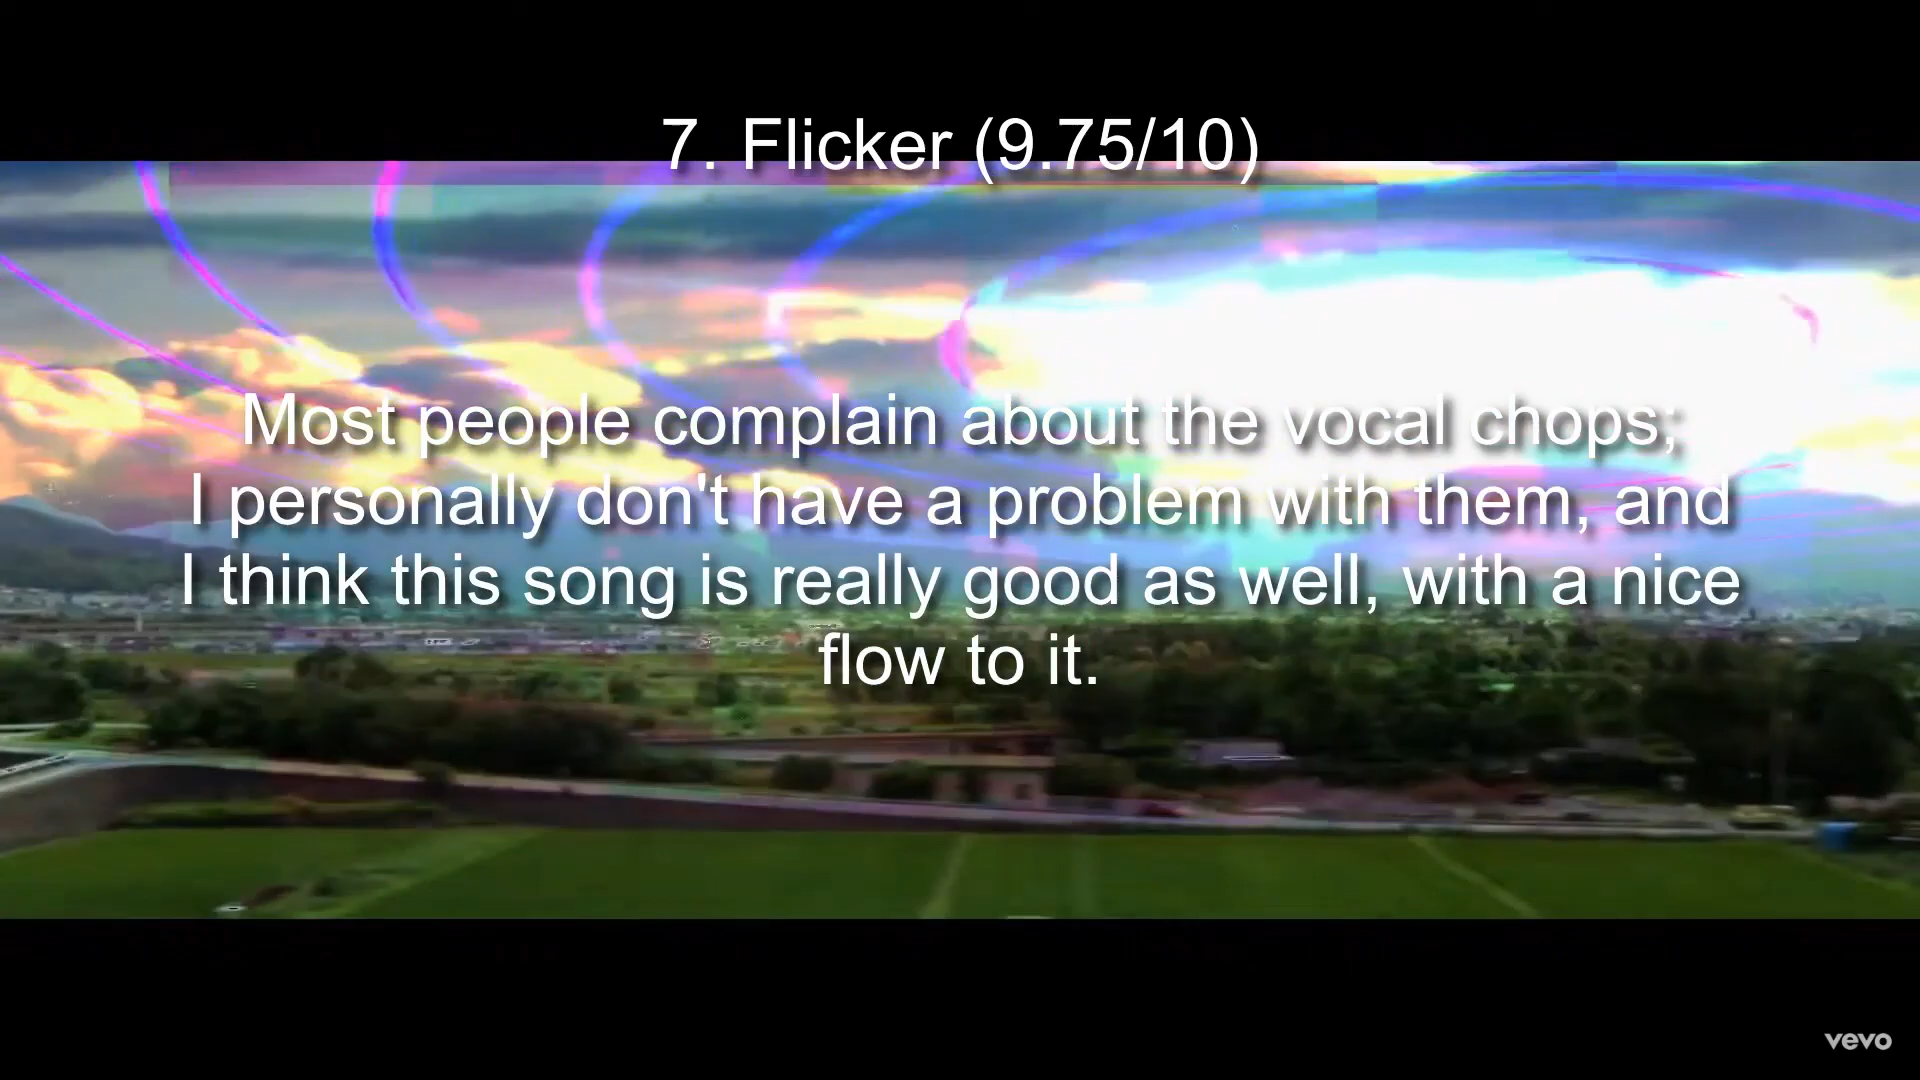 7. Flicker (9.75/10)
Most people complain about the vocal chops;
I personally don't have a problem with them, and
I think this song is really good as well, with a nice
flow to it.
vevo